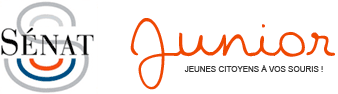 SÉNAT
Junior
JEUNES CITOYENS À VOS SOURIS !